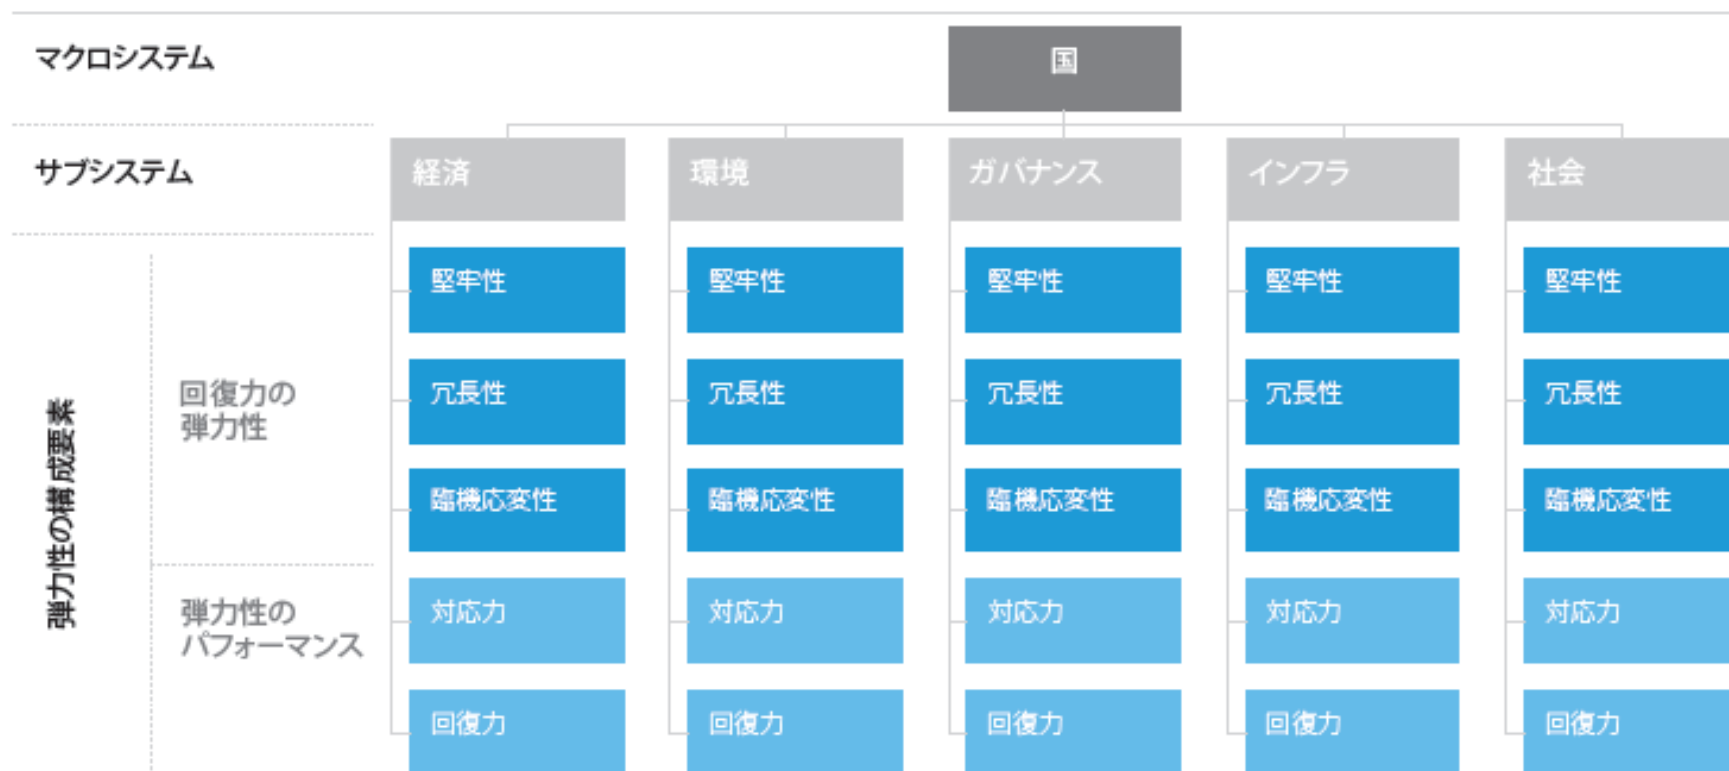 マクロシステム
国
サブシステム
経済
環境
ガバナンス
インフラ
社会
弾力性の構成要素
回復力の
弾力性
堅牢性
堅牢性
堅牢性
堅牢性
堅牢性
冗長性
冗長性
冗長性
冗長性
冗長性
臨機応変性
臨機応変性
臨機応変性
臨機応変性
臨機応変性
弾力性の
パフォーマンス
対応力
対応力
対応力
対応力
対応力
回復力
回復力
回復力
回復力
回復力